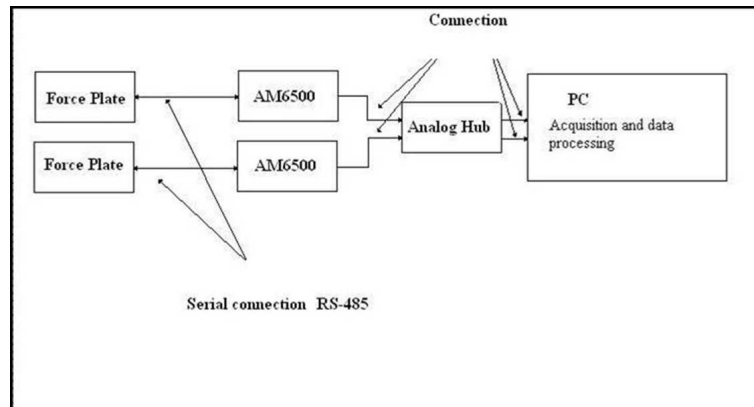 Connection
Force Plate
AM6500
Analog Hub
PC
Acquisition and data
processing
Force Plate
AM6500
Serial connection RS-485